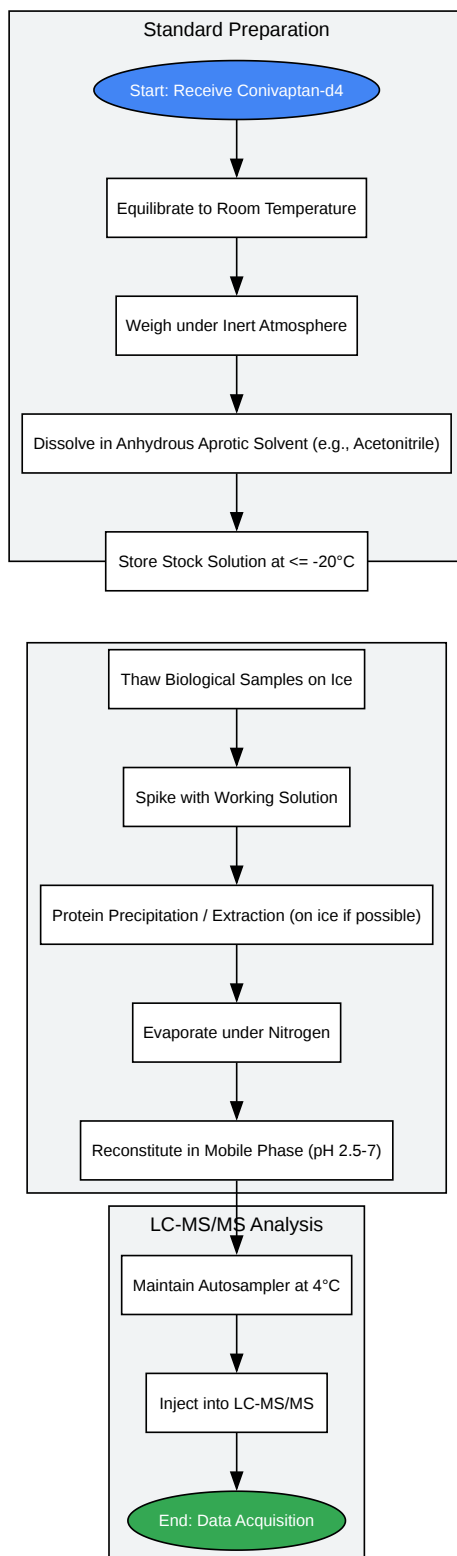 Standard Preparation
Start: Receive Conivaptan-d4
Equilibrate to Room Temperature
Weigh under Inert Atmosphere
Dissolve in Anhydrous Aprotic Solvent (e.g., Acetonitrile)
Store Stock Solution at <= -20°C
Thaw Biological Samples on Ice
Spike with Working Solution
Protein Precipitation / Extraction (on ice if possible)
Evaporate under Nitrogen
Reconstitute in Mobile Phase (pH 2.5-7)
LC-MS/MS Analysis
Maintain Autosampler at 4°C
Inject into LC-MS/MS
End: Data Acquisition